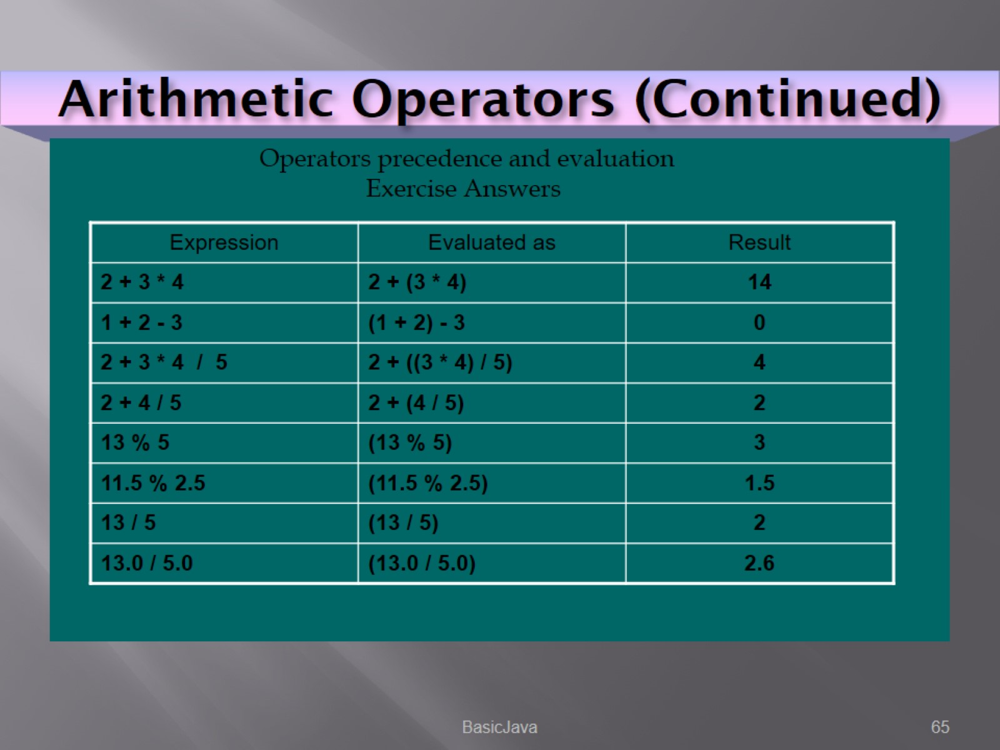 Arithmetic Operators (Continued)
Operators precedence and evaluation
Exercise Answers
Expression Evaluated as Result
2 + 3 * 4 2 + (3 * 4) 14
1 + 2 - 3 (1 + 2) - 3 0
2 + 3 * 4 / 5 2 + ((3 * 4) / 5) 4
2 + 4 / 5 2 + (4 / 5) 2
13 % 5 (13 % 5) 3
11.5 % 2.5 (11.5 % 2.5) 1.5
13 / 5 (13 / 5) 2
13.0 / 5.0 (13.0 / 5.0) 2.6
BasicJava 65